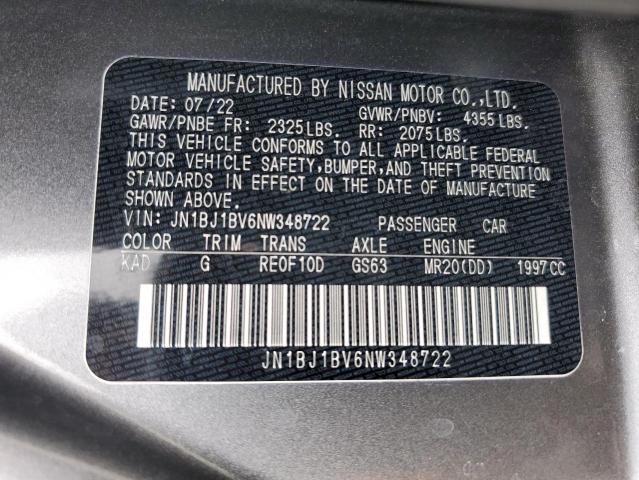 MANUFACTURED BY NISSAN MOTOR CO.,LTD.
DATE: 07/22 GVWR/PNBV: 4355 LBS.
GAWR/PNBE FR: 2325 LBS. RR: 2075 LBS.
THIS VEHICLE CONFORMS TO ALL APPLICABLE FEDERAL
MOTOR VEHICLE SAFETY, BUMPER, AND THEFT PREVENTION
STANDARDS IN EFFECT ON THE DATE OF MANUFACTURE
SHOWN ABOVE.
VIN: JN1BJ1BV6NW348722 PASSENGER CAR
COLOR TRIM TRANS AXLE ENGINE
KAD G RE0F10D GS63 MR20(DD) 1997CC
JN1BJ1BV6NW348722